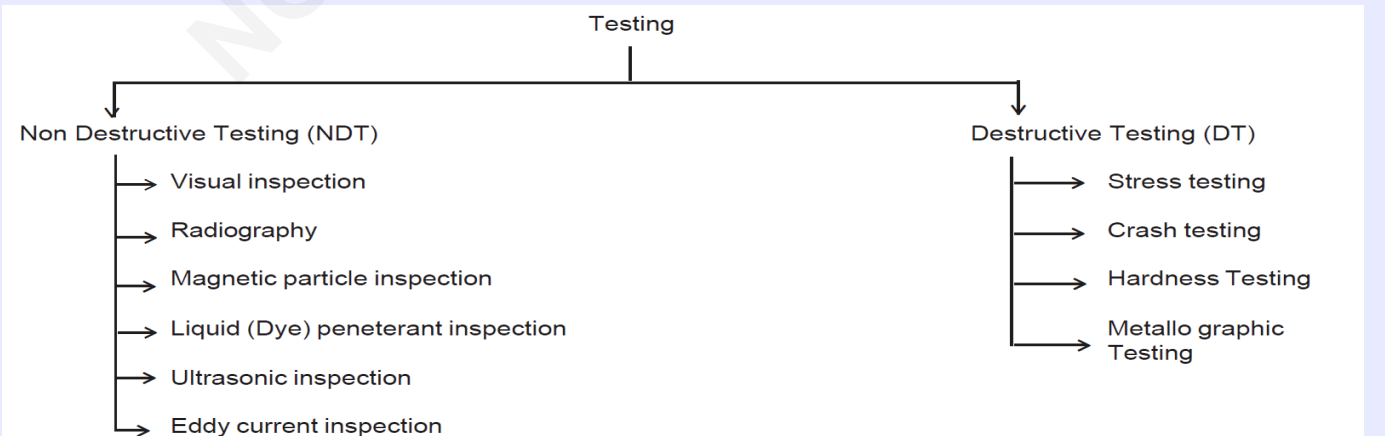 Testing
Non Destructive Testing (NDT)
Visual inspection
Radiography
Magnetic particle inspection
Liquid (Dye) peneterant inspection
Ultrasonic inspection
Eddy current inspection
Destructive Testing (DT)
Stress testing
Crash testing
Hardness Testing
Metallo graphic
Testing